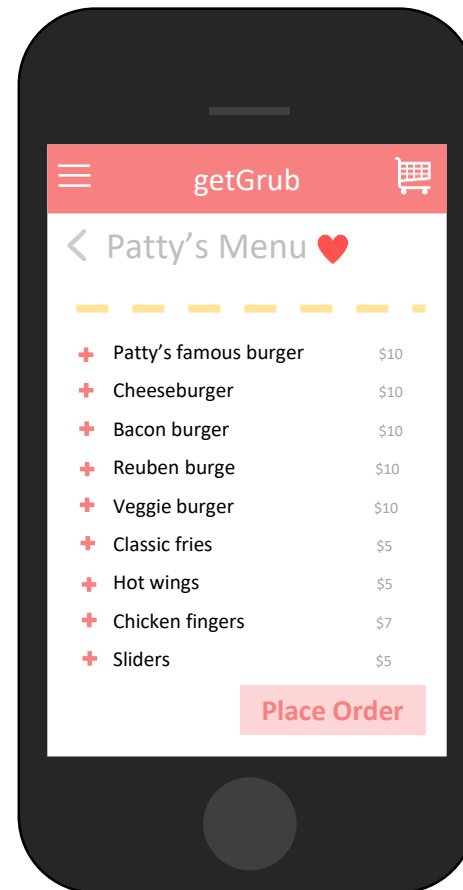 getGrub
Patty’s Menu
Patty’s famous burger $10
Cheeseburger $10
Bacon burger $10
Reuben burge $10
Veggie burger $10
Classic fries $5
Hot wings $5
Chicken fingers $7
Sliders $5
Place Order